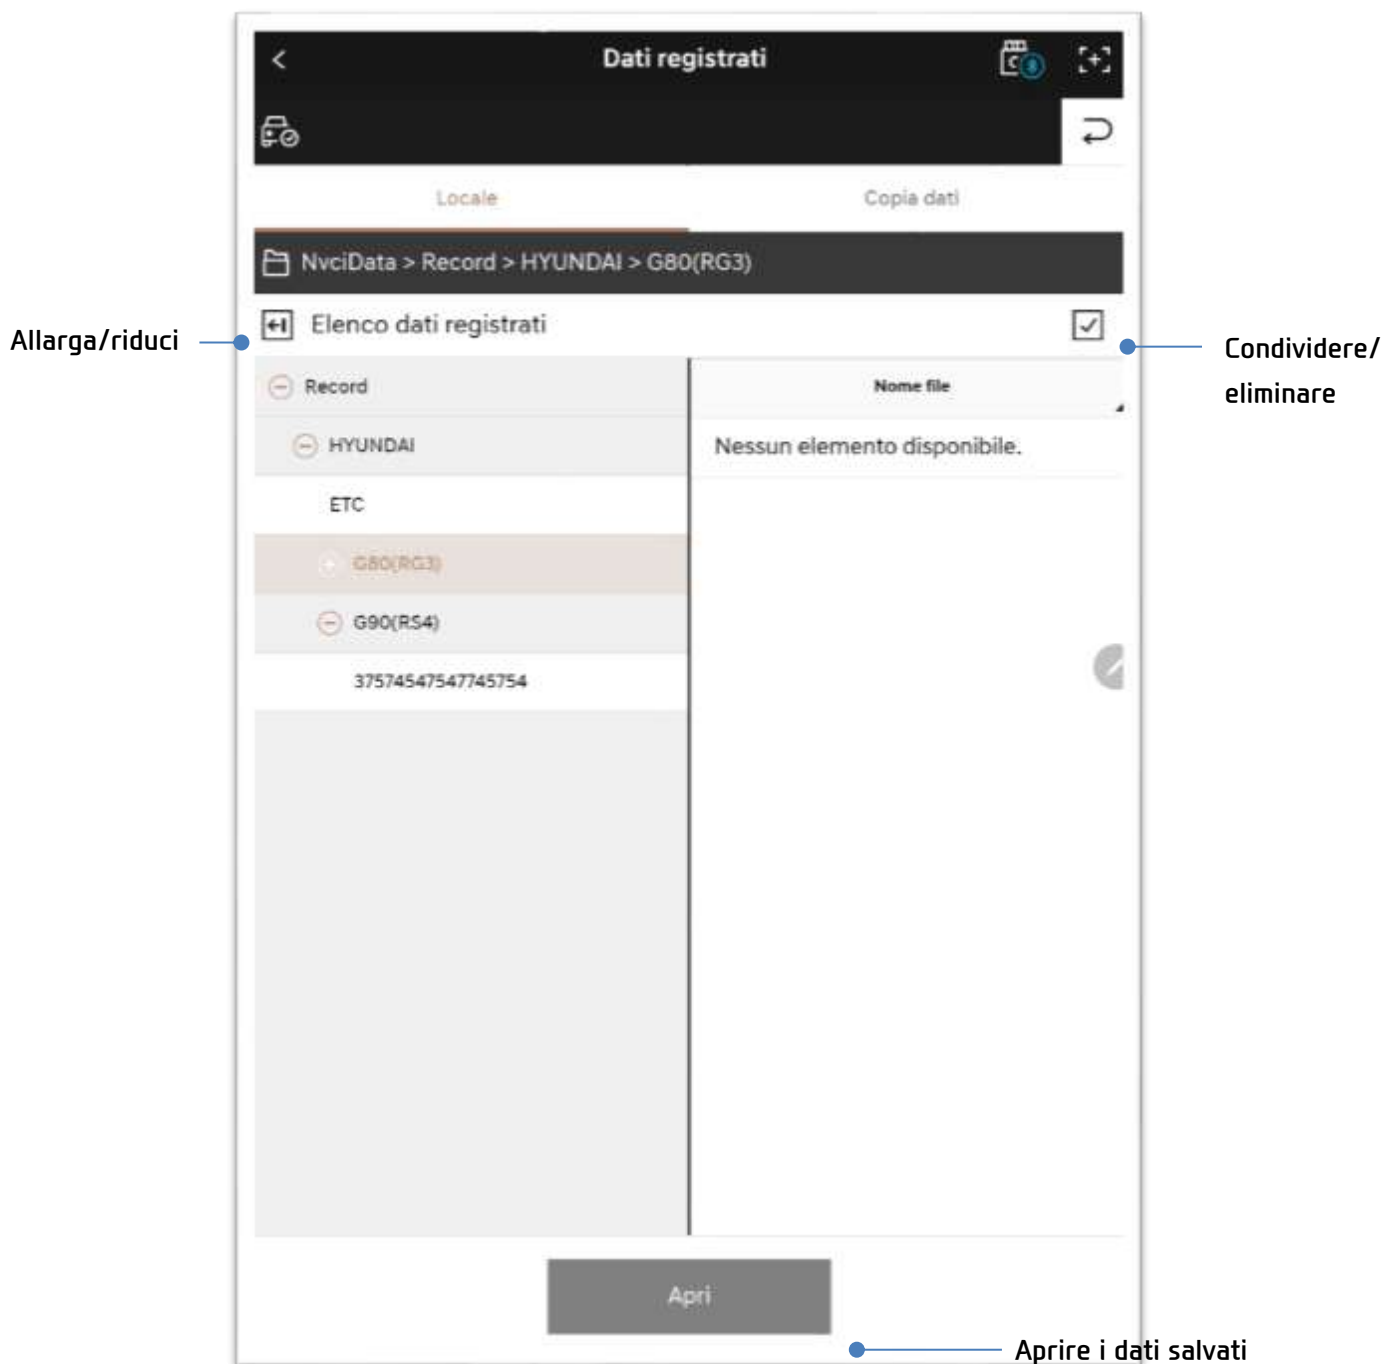 Dati registrati
Locale
Copia dati
NvciData > Record > HYUNDAI > G80(RG3)
Allarga/riduci
Elenco dati registrati
Condividere/
eliminare
Record
Nome file
HYUNDAI
Nessun elemento disponibile.
ETC
G80(RG3)
G90(RS4)
37574547547745754
Apri
Aprire i dati salvati